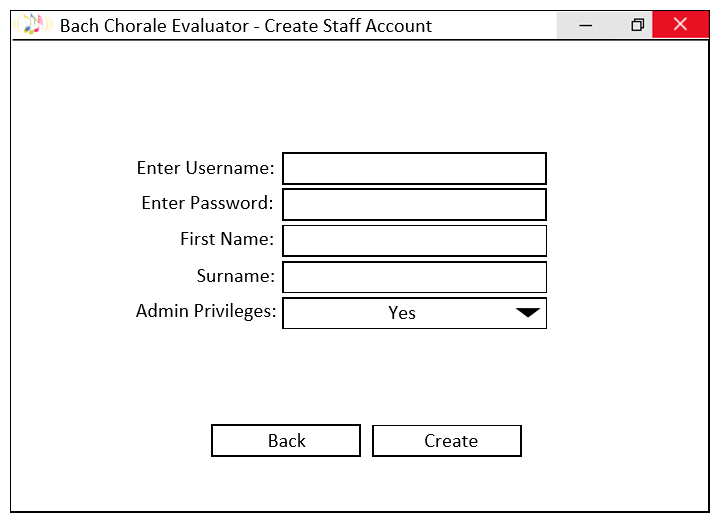 Bach Chorale Evaluator - Create Staff Account
Enter Username:
Enter Password:
First Name:
Surname:
Admin Privileges: Yes
Back Create